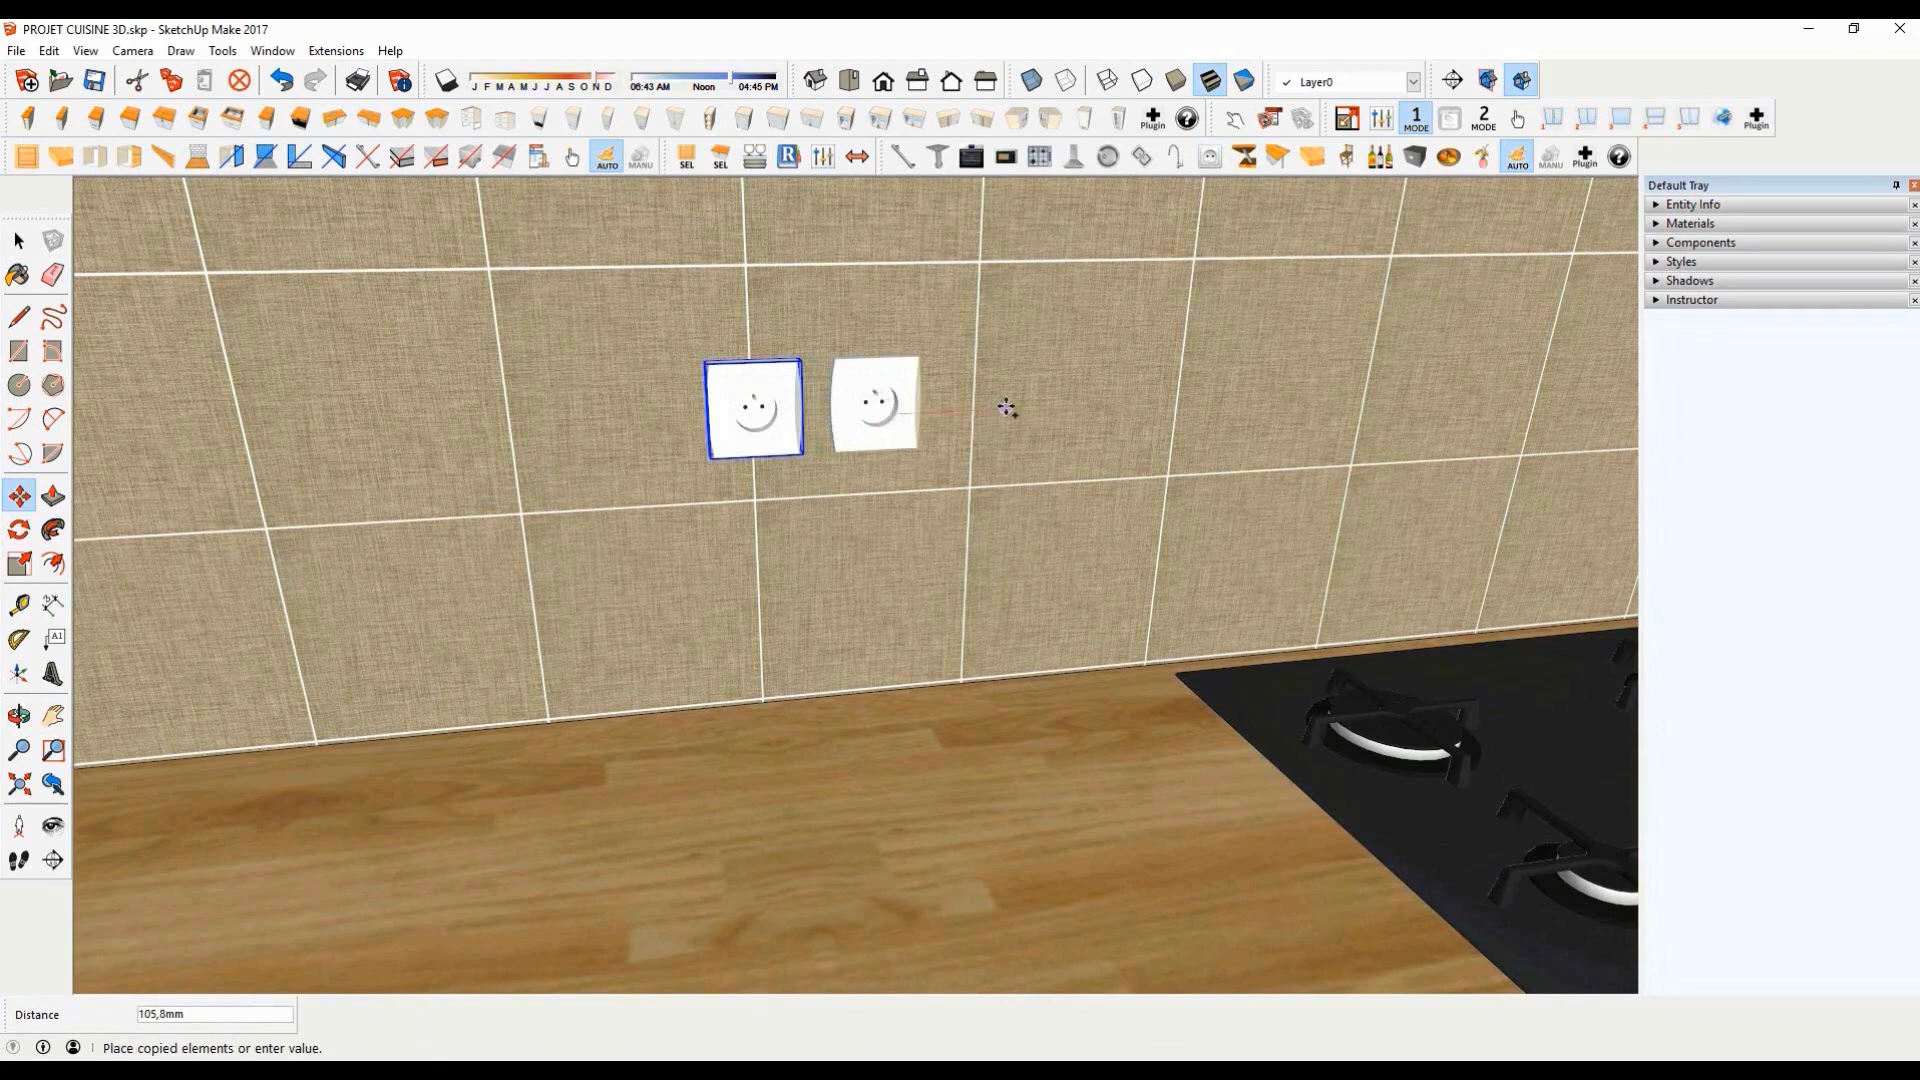 PROJET CUISINE 3D.skp - SketchUp Make 2017
File Edit View Camera Draw Tools Window Extensions Help
J F M A M J J A S O N D
06:43 AM Noon 04:45 PM
Layer0
Plugin
1 MODE
2 MODE
Plugin
AUTO MANU
SEL SEL
R
AUTO MANU
Plugin
Default Tray
Entity Info
Materials
Components
Styles
Shadows
Instructor
A1
Distance 105,8mm
Place copied elements or enter value.